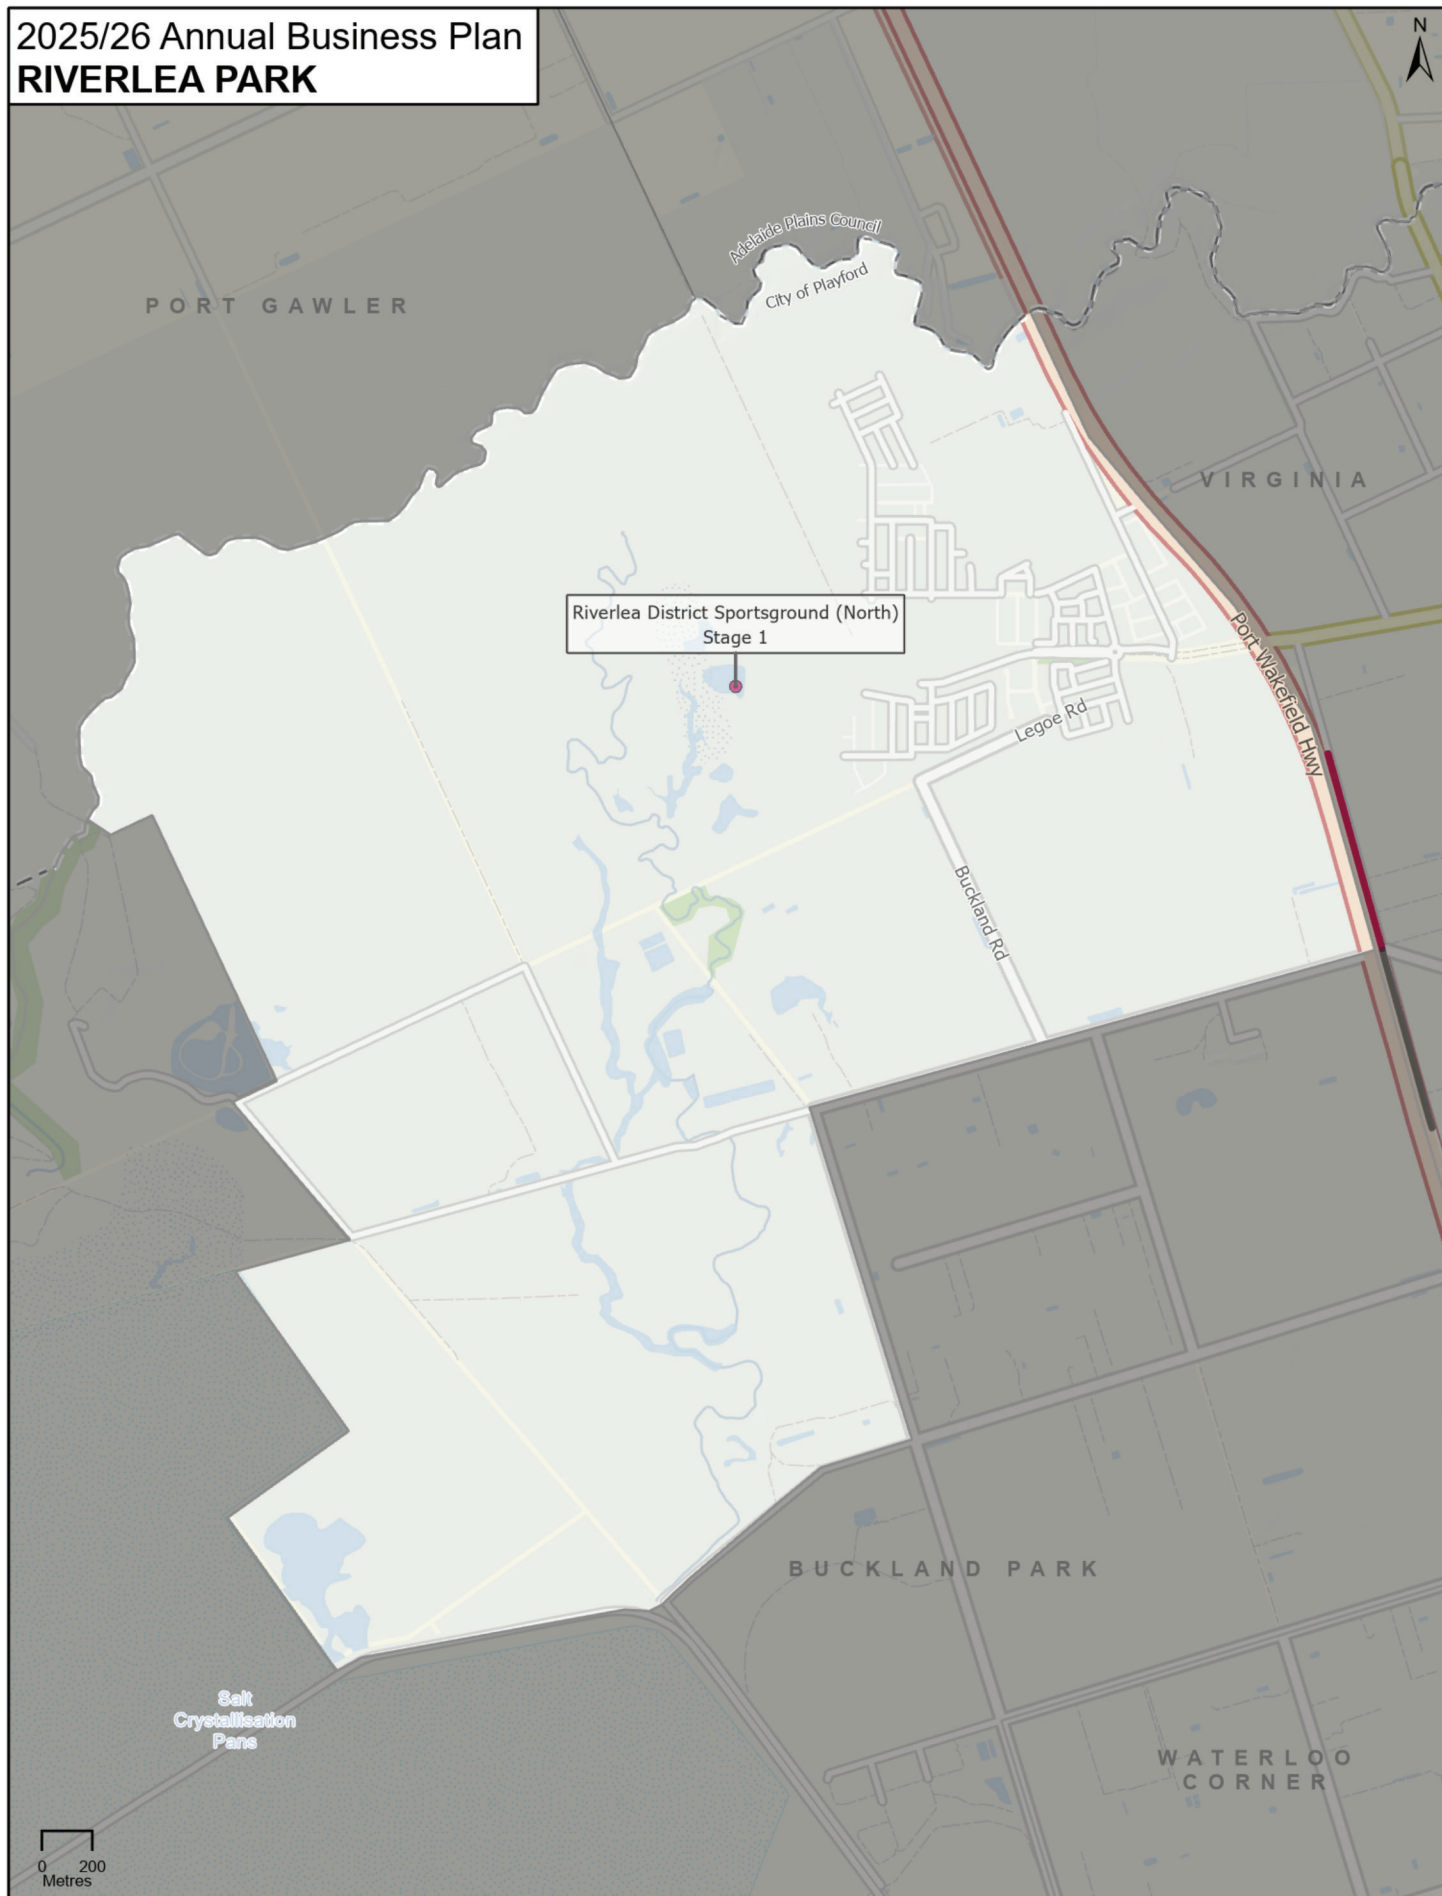 2025/26 Annual Business Plan
RIVERLEA PARK
N
Adelaide Plains Council
City of Playford
PORT GAWLER
VIRGINIA
Riverlea District Sportsground (North)
Stage 1
Port Wakefield Hwy
Legoe Rd
Buckland Rd
BUCKLAND PARK
Salt
Crystallisation
Pans
WATERLOO
CORNER
0 200
Metres